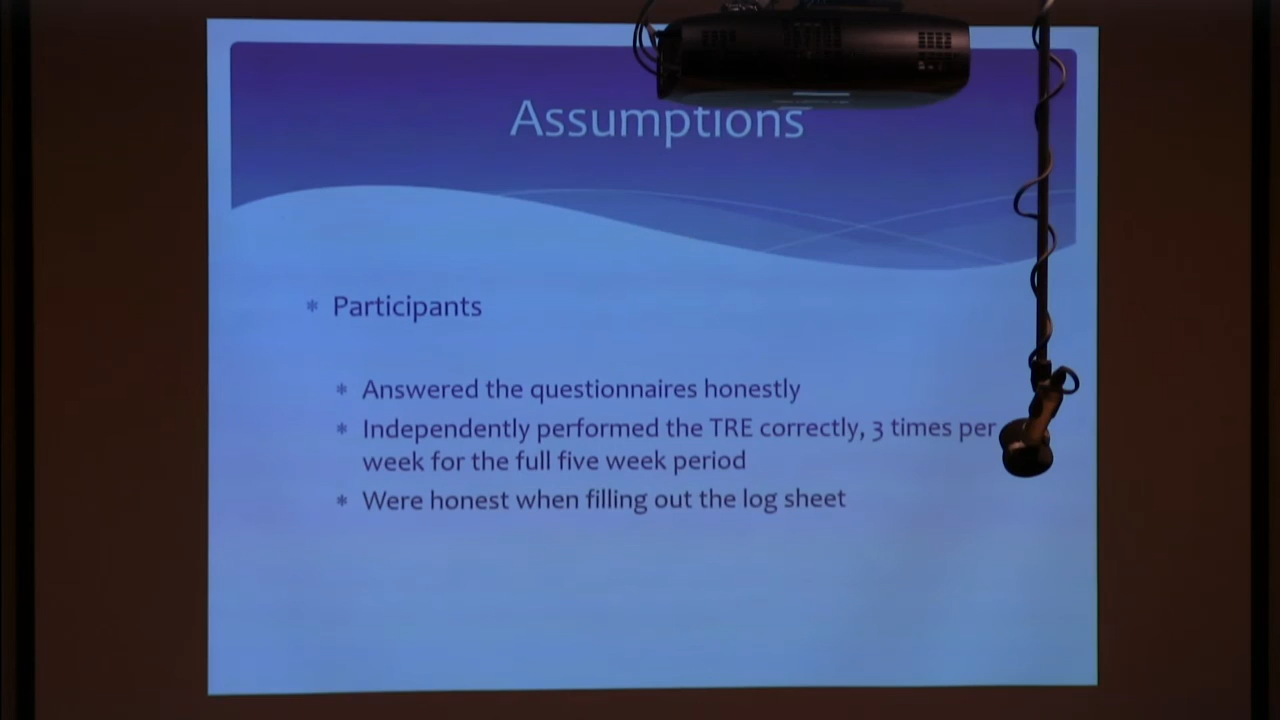 Assumptions
* Participants
* Answered the questionnaires honestly
* Independently performed the TRE correctly, 3 times per
week for the full five week period
* Were honest when filling out the log sheet